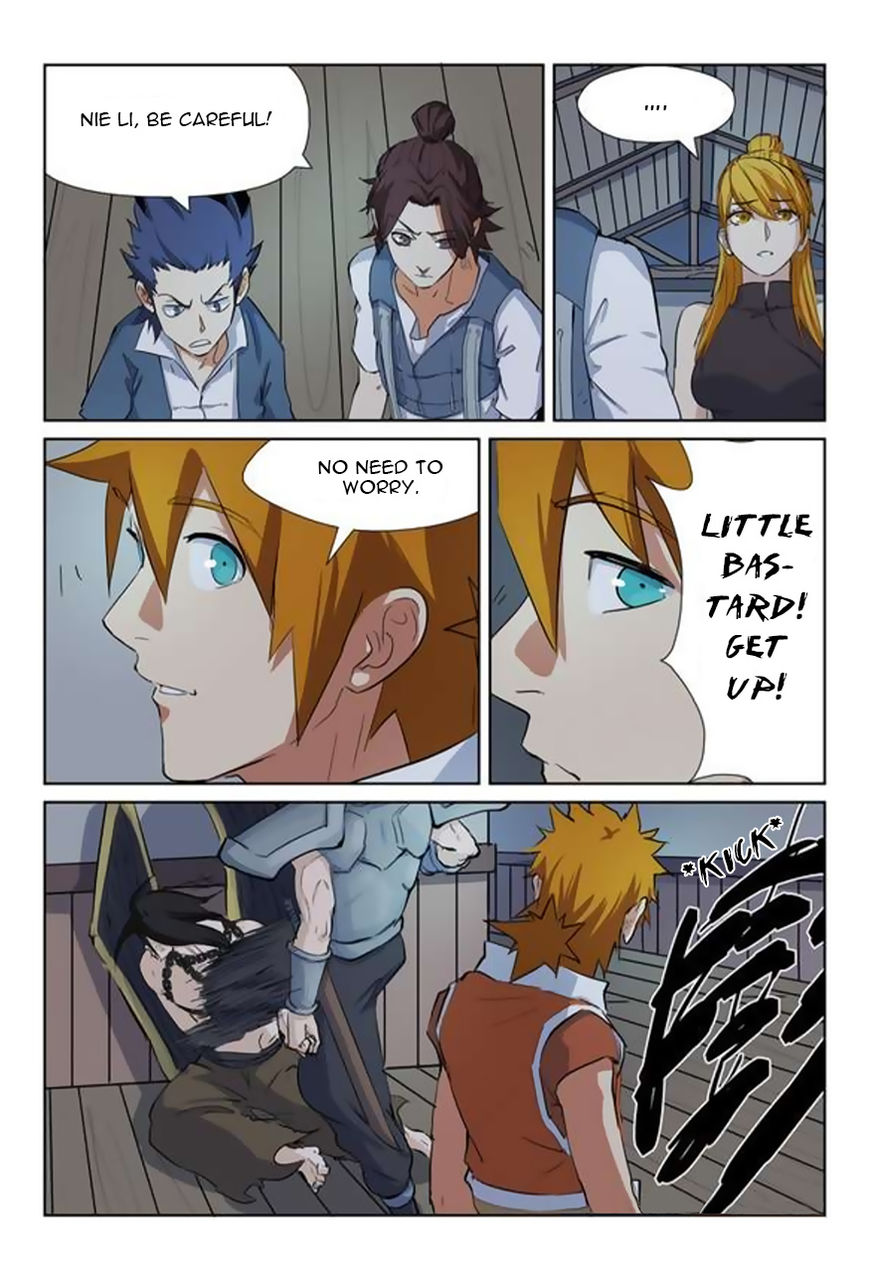 NIE LI, BE CAREFUL!
....
NO NEED TO
WORRY.
LITTLE
BAS-
TARD!
GET
UP!
*KICK*